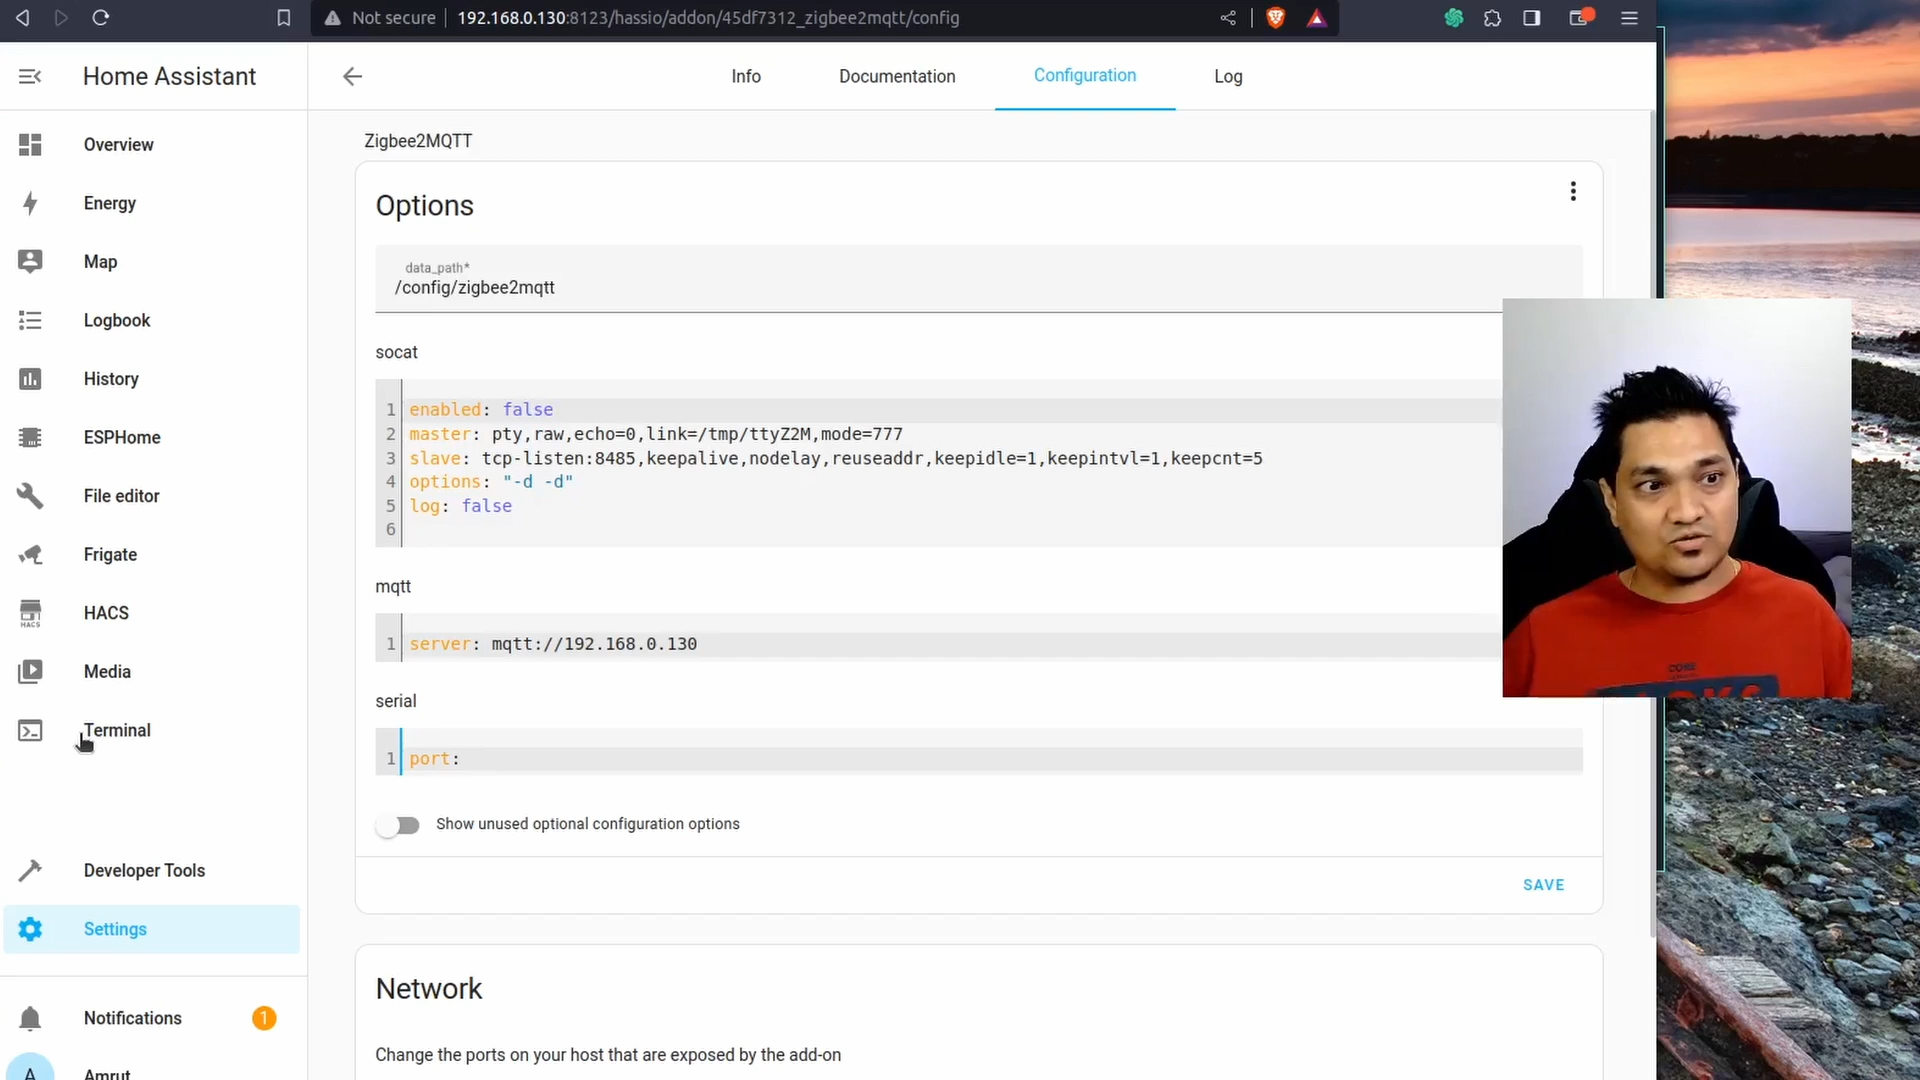 Not secure
192.168.0.130:8123/hassio/addon/45df7312_zigbee2mqtt/config
Home Assistant
Info
Documentation
Configuration
Log
Overview
Energy
Map
Logbook
History
ESPHome
File editor
Frigate
HACS
HACS
Media
Terminal
Developer Tools
Settings
Notifications
1
A
Amrut
Zigbee2MQTT
Options
data_path*
/config/zigbee2mqtt
socat
1 enabled: false
2 master: pty,raw,echo=0,link=/tmp/ttyZ2M,mode=777
3 slave: tcp-listen:8485,keepalive,nodelay,reuseaddr,keepidle=1,keepintvl=1,keepcnt=5
4 options: "-d -d"
5 log: false
6
mqtt
1 server: mqtt://192.168.0.130
serial
1 port:
Show unused optional configuration options
SAVE
Network
Change the ports on your host that are exposed by the add-on
CORE